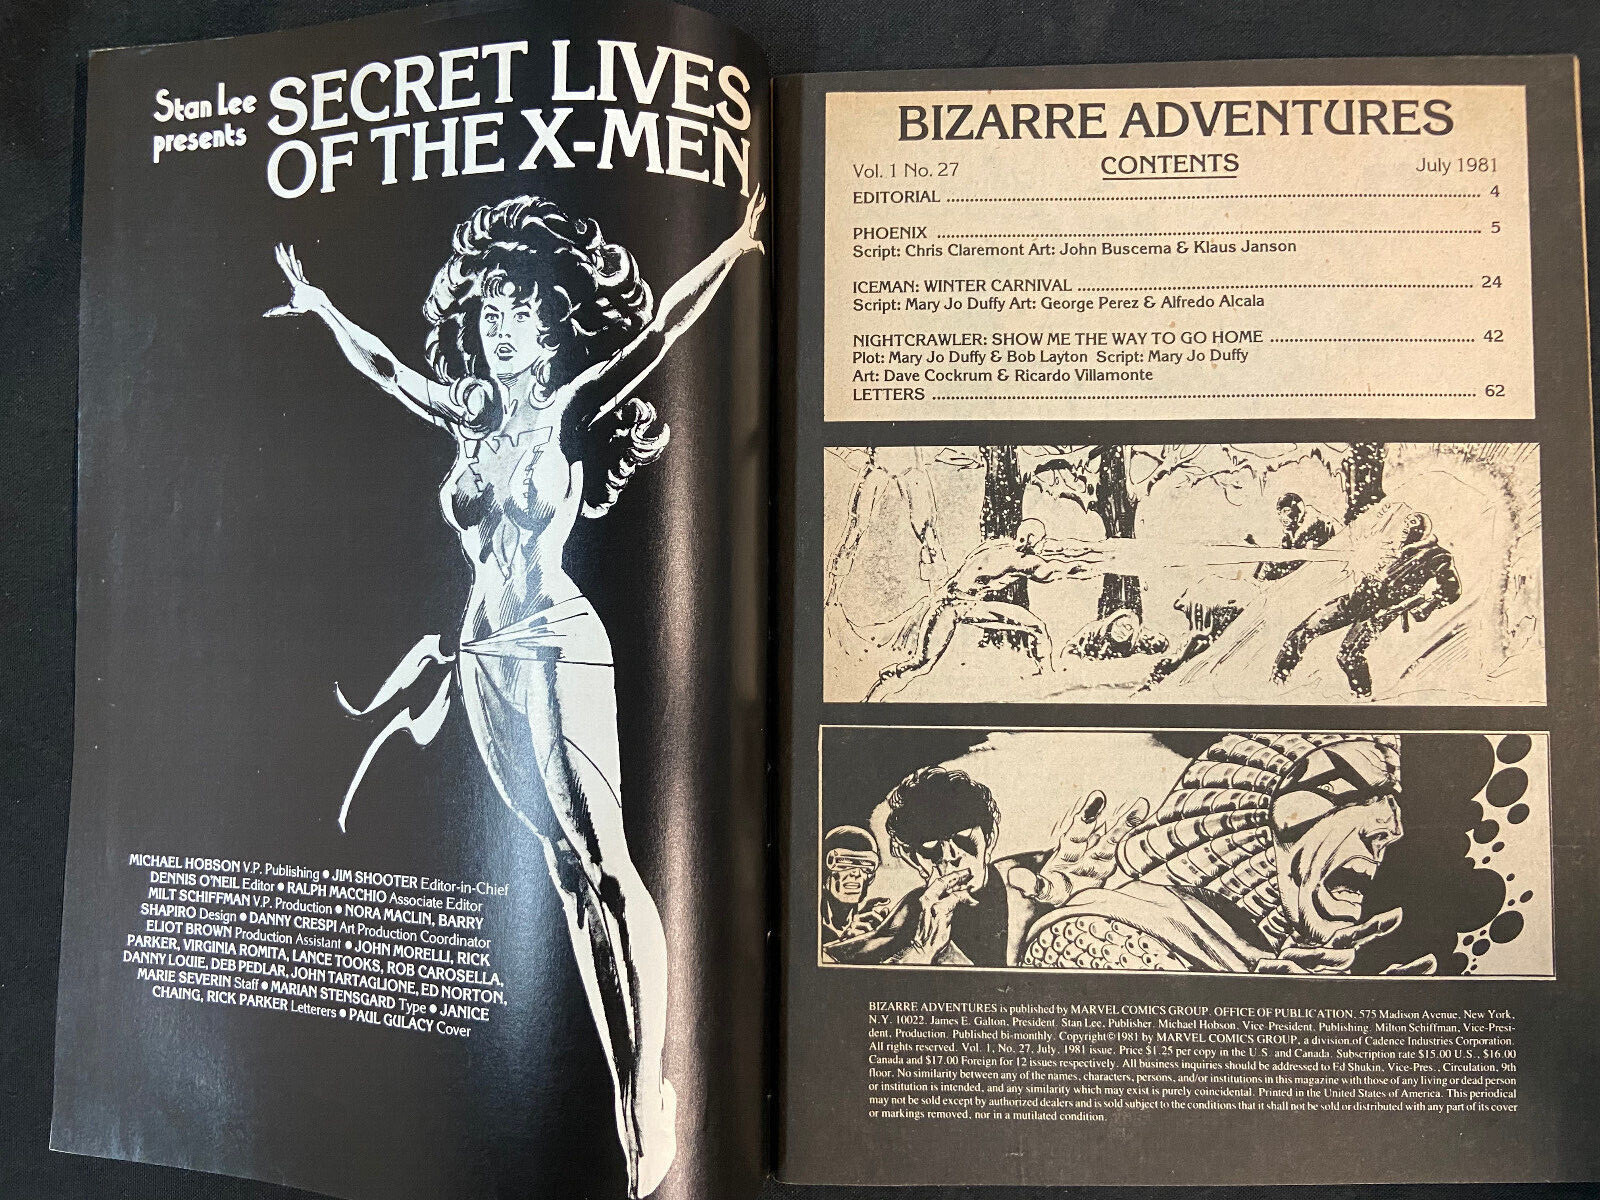 Stan Lee
presents
SECRET LIVES
OF THE X-MEN
MICHAEL HOBSON V.P. Publishing ● JIM SHOOTER Editor-in-Chief
DENNIS O'NEIL Editor ● RALPH MACCHIO Associate Editor
MILT SCHIFFMAN V.P. Production ● NORA MACLIN, BARRY
SHAPIRO Design ● DANNY CRESPI Art Production Coordinator
ELIOT BROWN Production Assistant ● JOHN MORELLI, RICK
PARKER, VIRGINIA ROMITA, LANCE TOOKS, ROB CAROSELLA,
DANNY LOUIE, DEB PEDLAR, JOHN TARTAGLIONE, ED NORTON,
MARIE SEVERIN Staff ● MARIAN STENSGARD Type ● JANICE
CHAING, RICK PARKER Letterers ● PAUL GULACY Cover
BIZARRE ADVENTURES
Vol. 1 No. 27 CONTENTS July 1981
EDITORIAL ........ 4
PHOENIX ........ 5
Script: Chris Claremont Art: John Buscema & Klaus Janson
ICEMAN: WINTER CARNIVAL ........ 24
Script: Mary Jo Duffy Art: George Perez & Alfredo Alcala
NIGHTCRAWLER: SHOW ME THE WAY TO GO HOME ........ 42
Plot: Mary Jo Duffy & Bob Layton Script: Mary Jo Duffy
Art: Dave Cockrum & Ricardo Villamonte
LETTERS ........ 62
BIZARRE ADVENTURES is published by MARVEL COMICS GROUP. OFFICE OF PUBLICATION, 575 Madison Avenue, New York,
N.Y. 10022. James E. Galton, President. Stan Lee, Publisher. Michael Hobson, Vice-President, Publishing. Milton Schiffman, Vice-Presi-
dent, Production. Published bi-monthly. Copyright©1981 by MARVEL COMICS GROUP, a division of Cadence Industries Corporation.
All rights reserved. Vol. 1, No. 27, July, 1981 issue. Price $1.25 per copy in the U.S. and Canada. Subscription rate $15.00 U.S., $16.00
Canada and $17.00 Foreign for 12 issues respectively. All business inquiries should be addressed to Ed Shukin, Vice-Pres., Circulation, 9th
floor. No similarity between any of the names, characters, persons, and/or institutions in this magazine with those of any living or dead person
or institution is intended, and any similarity which may exist is purely coincidental. Printed in the United States of America. This periodical
may not be sold except by authorized dealers and is sold subject to the conditions that it shall not be sold or distributed with any part of its cover
or markings removed, nor in a mutilated condition.